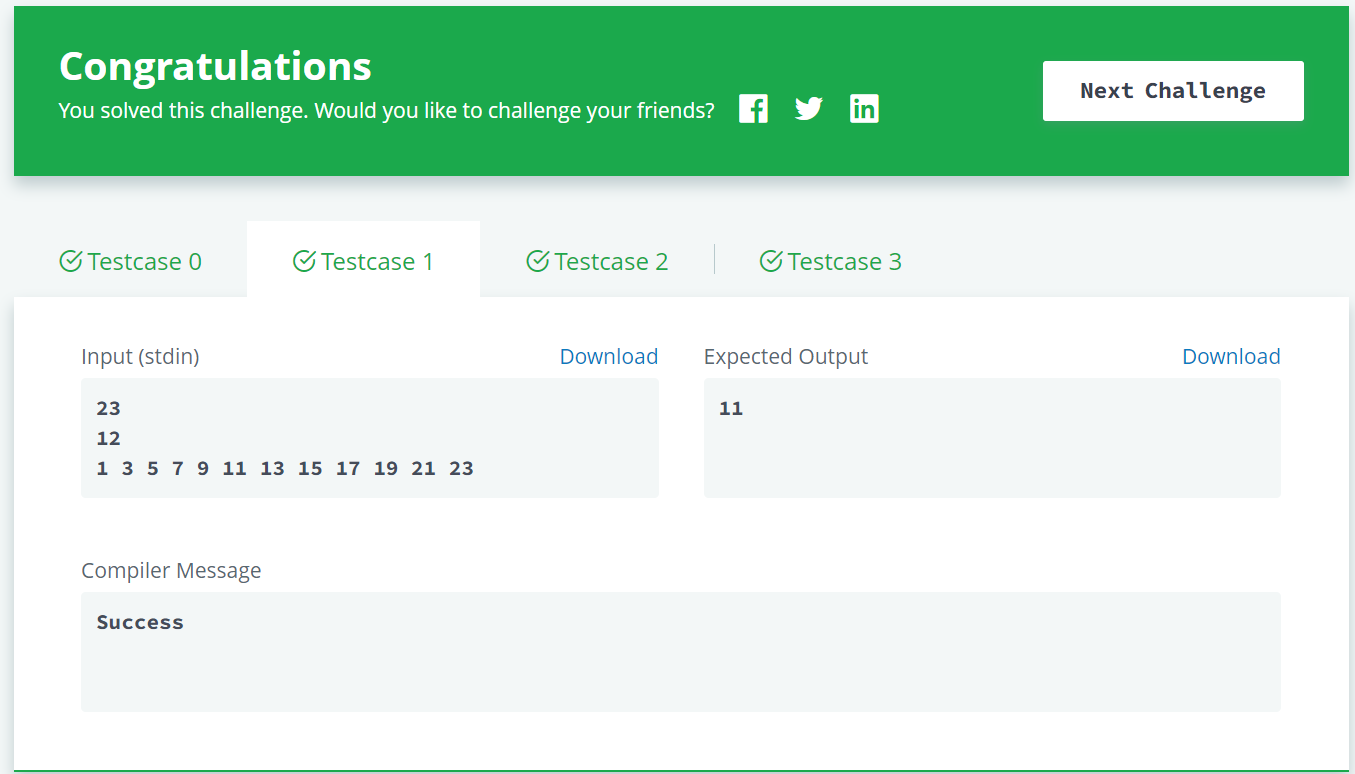 Congratulations
You solved this challenge. Would you like to challenge your friends?
Next Challenge
Testcase 0
Testcase 1
Testcase 2
Testcase 3
Input (stdin)
Download
23
12
1 3 5 7 9 11 13 15 17 19 21 23
Expected Output
Download
11
Compiler Message
Success